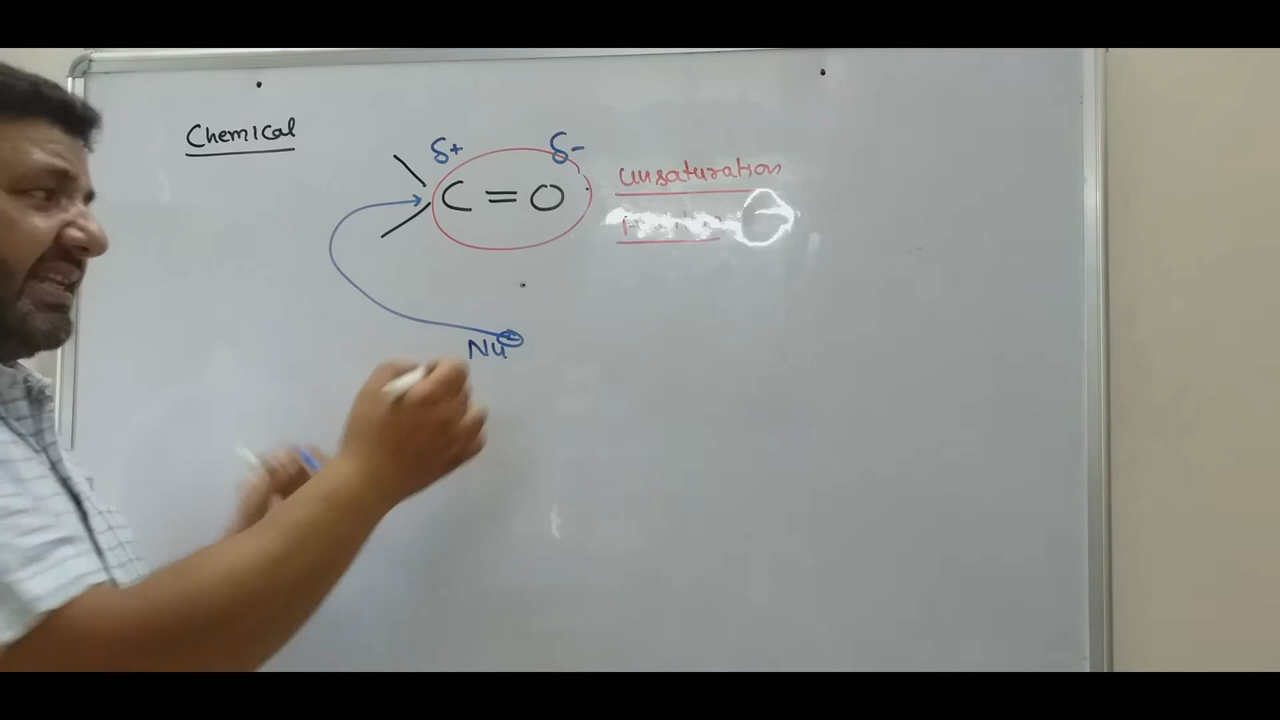 Chemical
δ+ δ-
C = O
unsaturation
Nu⊖